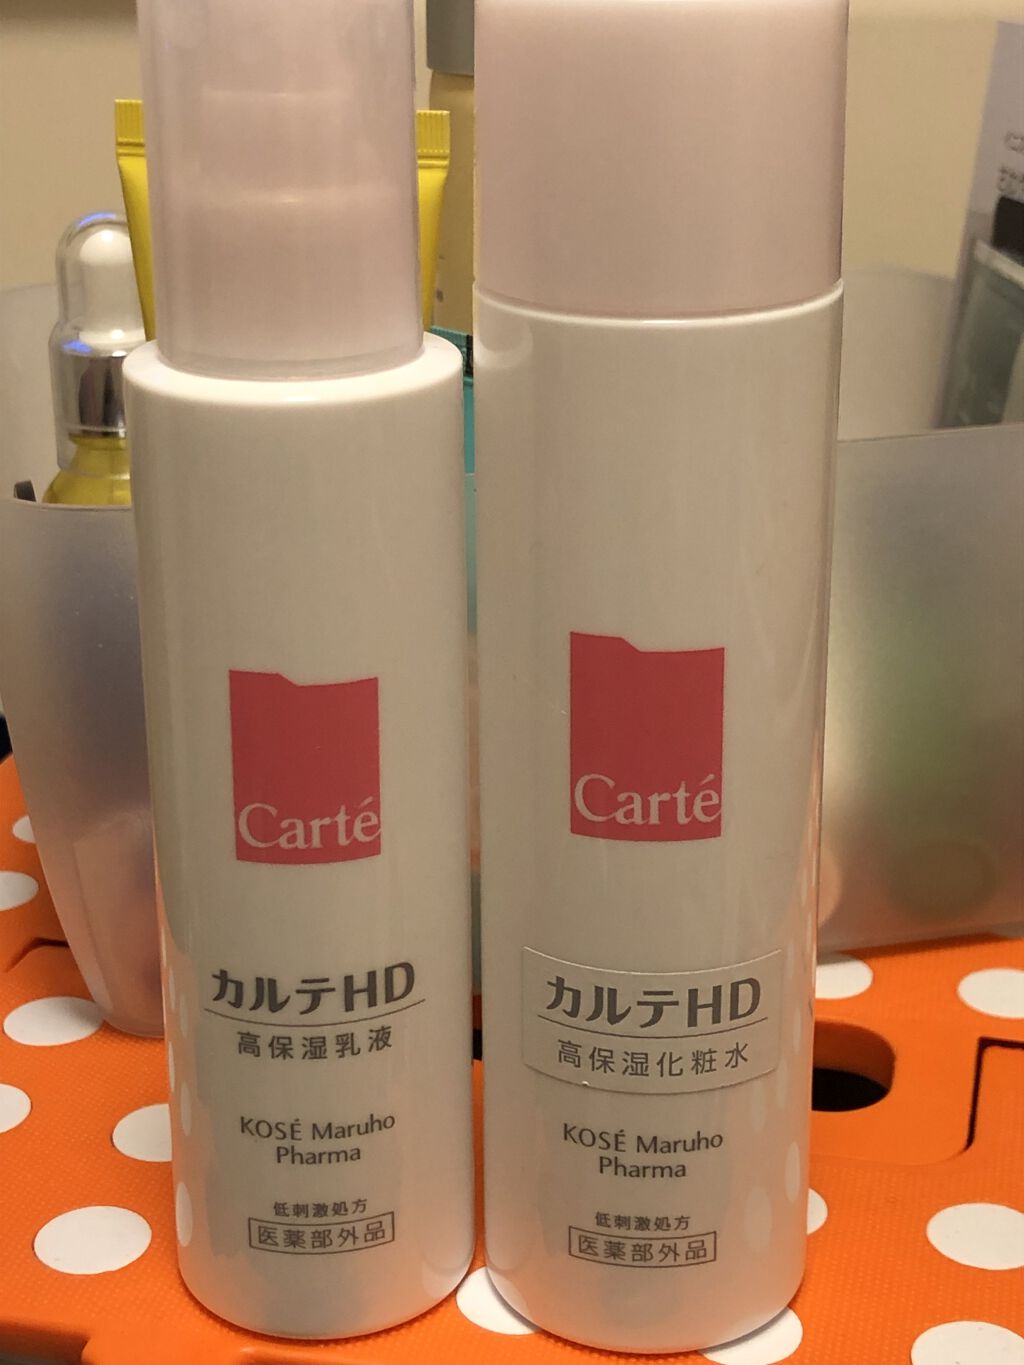 Carté
カルテHD
高保湿乳液
KOSÉ Maruho
Pharma
低刺激処方
医薬部外品
Carté
カルテHD
高保湿化粧水
KOSÉ Maruho
Pharma
低刺激処方
医薬部外品